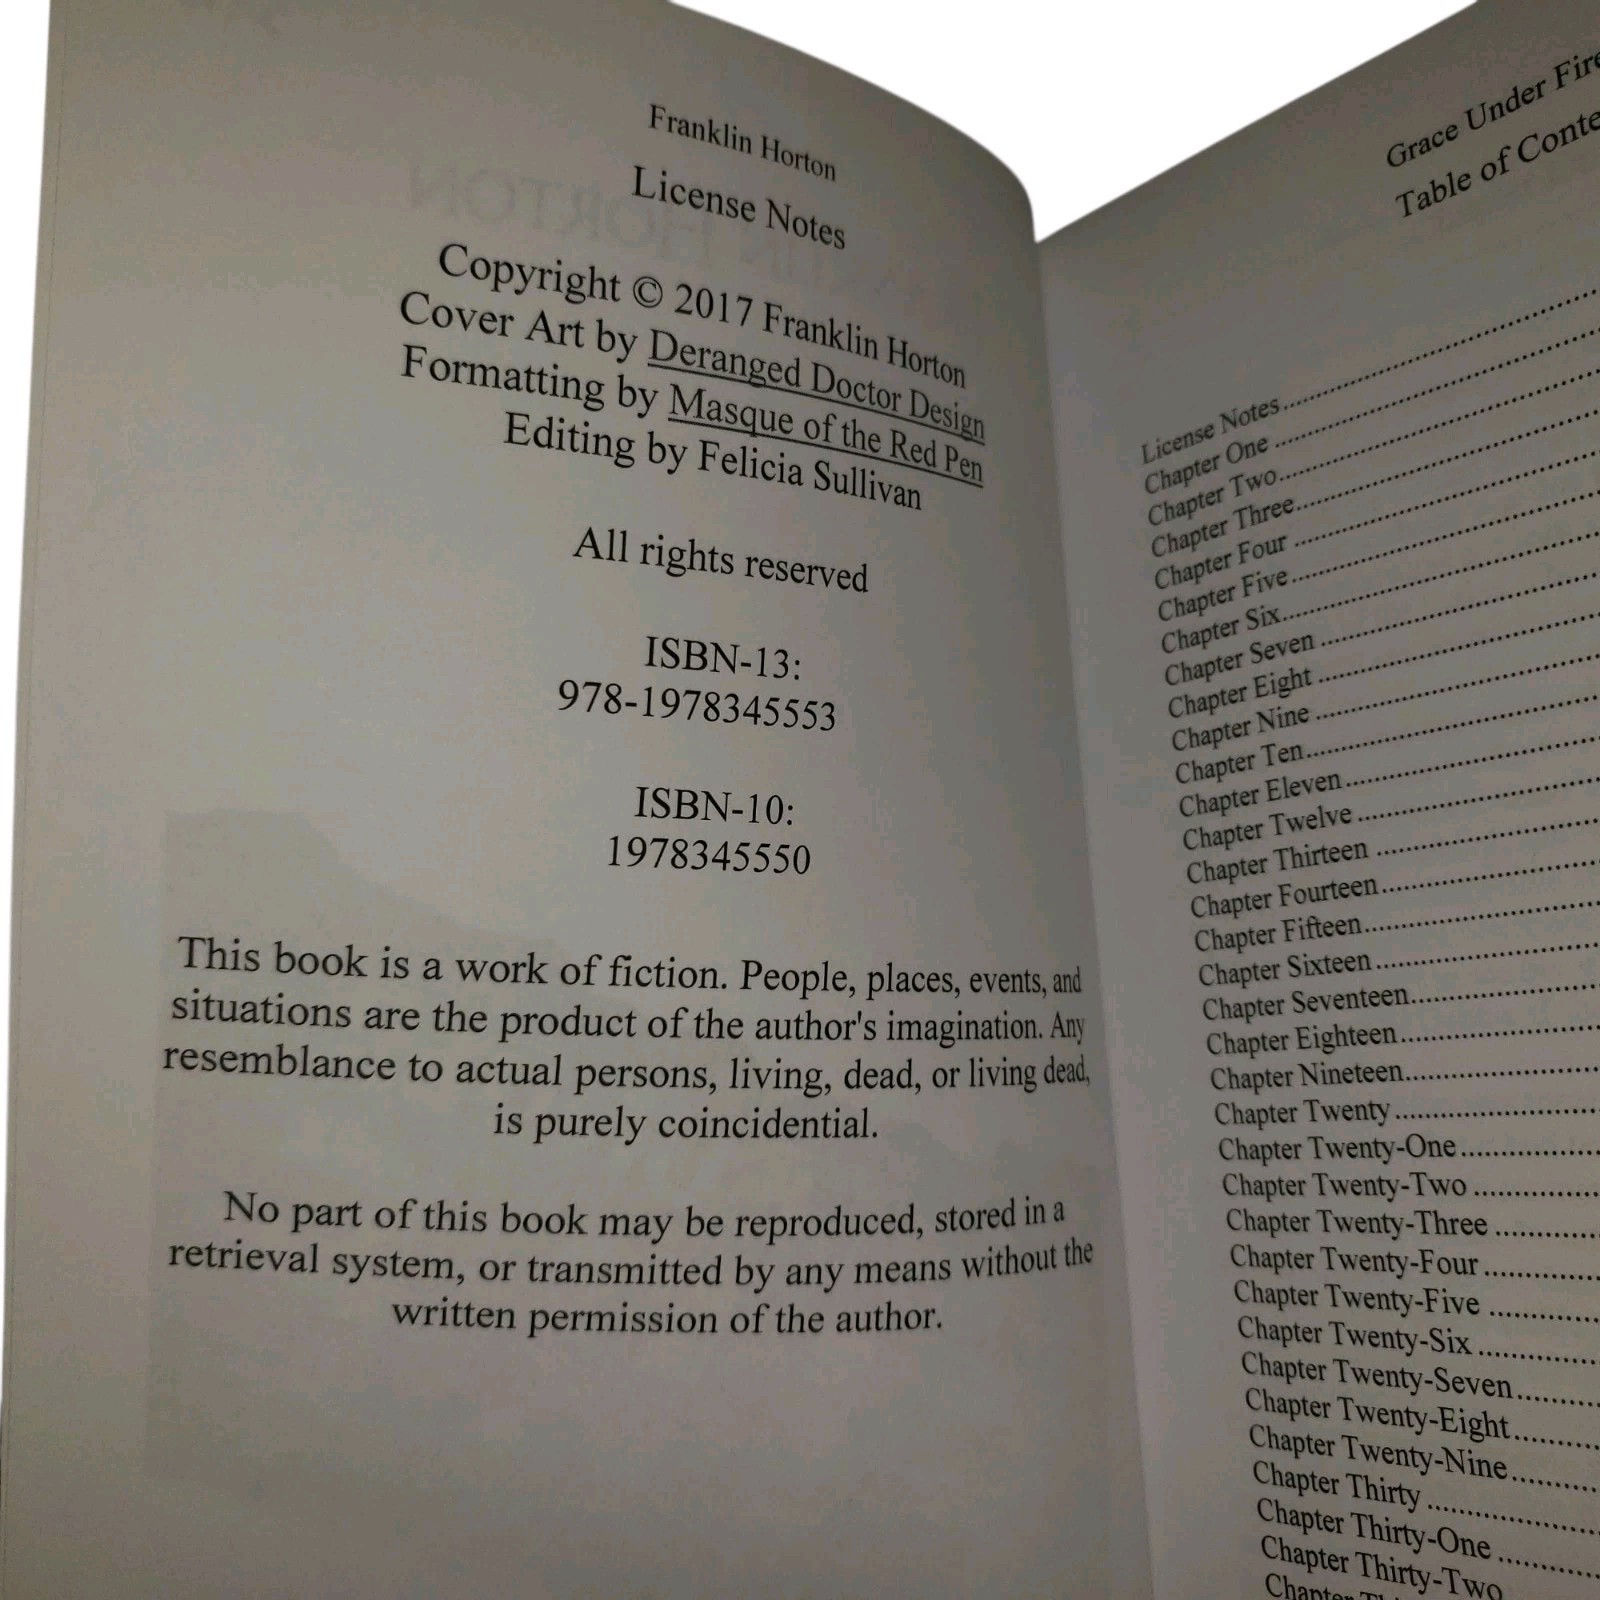 Franklin Horton
License Notes
Copyright © 2017 Franklin Horton
Cover Art by Deranged Doctor Design
Formatting by Masque of the Red Pen
Editing by Felicia Sullivan
All rights reserved
ISBN-13:
978-1978345553
ISBN-10:
1978345550
This book is a work of fiction. People, places, events, and
situations are the product of the author's imagination. Any
resemblance to actual persons, living, dead, or living dead,
is purely coincidential.
No part of this book may be reproduced, stored in a
retrieval system, or transmitted by any means without the
written permission of the author.
Grace Under Fire
Table of Conte
License Notes
Chapter One
Chapter Two
Chapter Three
Chapter Four
Chapter Five
Chapter Six
Chapter Seven
Chapter Eight
Chapter Nine
Chapter Ten
Chapter Eleven
Chapter Twelve
Chapter Thirteen
Chapter Fourteen
Chapter Fifteen
Chapter Sixteen
Chapter Seventeen
Chapter Eighteen
Chapter Nineteen
Chapter Twenty
Chapter Twenty-One
Chapter Twenty-Two
Chapter Twenty-Three
Chapter Twenty-Four
Chapter Twenty-Five
Chapter Twenty-Six
Chapter Twenty-Seven
Chapter Twenty-Eight
Chapter Twenty-Nine
Chapter Thirty
Chapter Thirty-One
Chapter Thirty-Two
Chapter